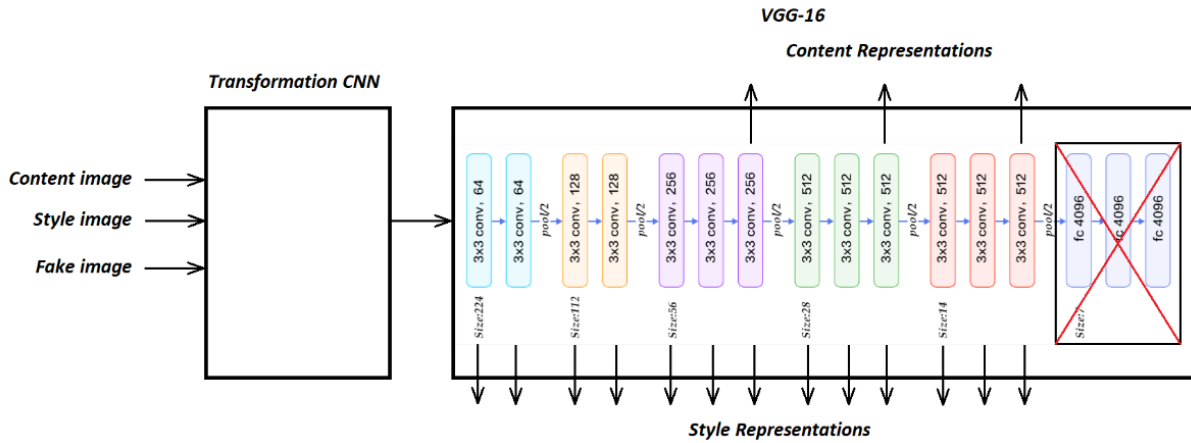 VGG-16
Content Representations
Transformation CNN
Content image
Style image
Fake image
3x3 conv, 64
3x3 conv, 64
pool/2
3x3 conv, 128
3x3 conv, 128
pool/2
3x3 conv, 256
3x3 conv, 256
3x3 conv, 256
pool/2
3x3 conv, 512
3x3 conv, 512
3x3 conv, 512
pool/2
3x3 conv, 512
3x3 conv, 512
3x3 conv, 512
pool/2
fc 4096
fc 4096
fc 4096
Size:224
Size:112
Size:56
Size:28
Size:14
Size:7
Style Representations